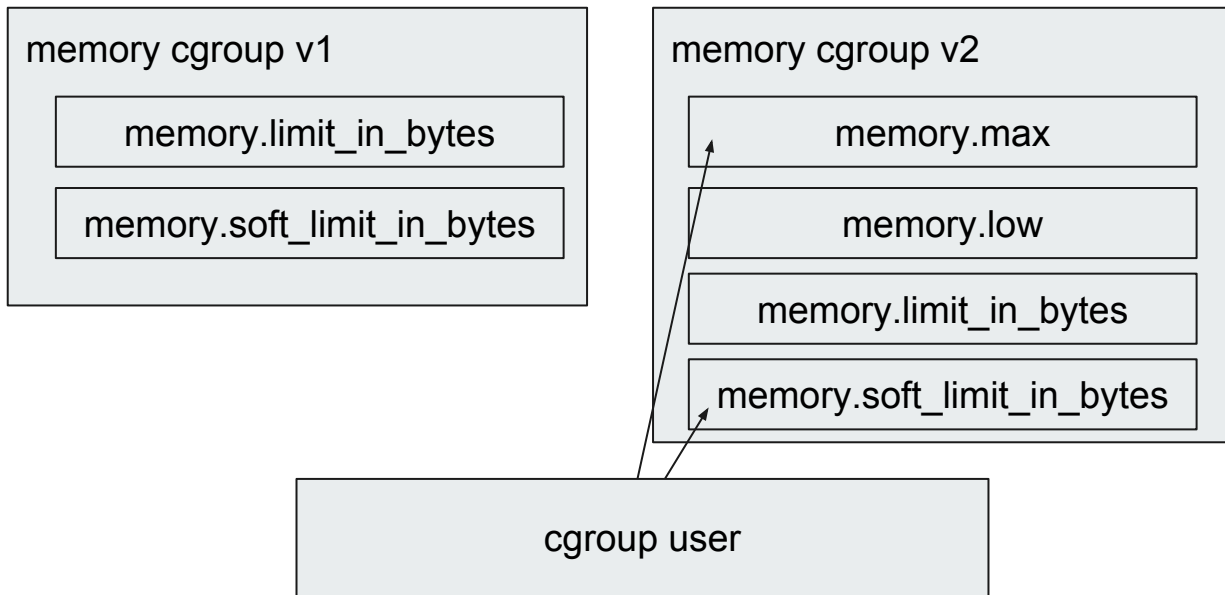 memory cgroup v1
memory.limit_in_bytes
memory.soft_limit_in_bytes
memory cgroup v2
memory.max
memory.low
memory.limit_in_bytes
memory.soft_limit_in_bytes
cgroup user